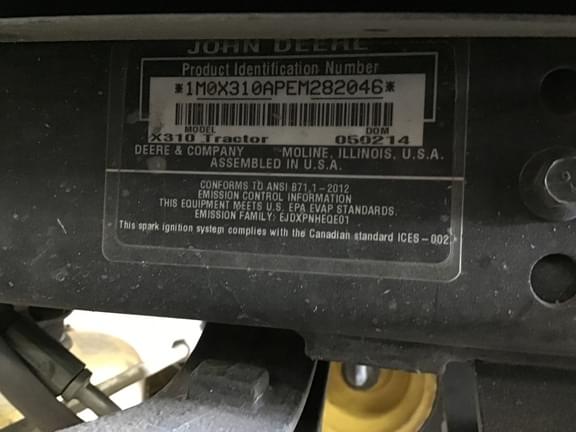 JOHN DEERE
Product Identification Number
*1M0X310APEM282046*
MODEL DOM
X310 Tractor 050214
DEERE & COMPANY MOLINE, ILLINOIS, U.S.A.
ASSEMBLED IN U.S.A.
CONFORMS TO ANSI B71.1-2012
EMISSION CONTROL INFORMATION
THIS EQUIPMENT MEETS U.S. EPA EVAP STANDARDS.
EMISSION FAMILY: EJDXPNHEQE01
This spark ignition system complies with the Canadian standard ICES-002.